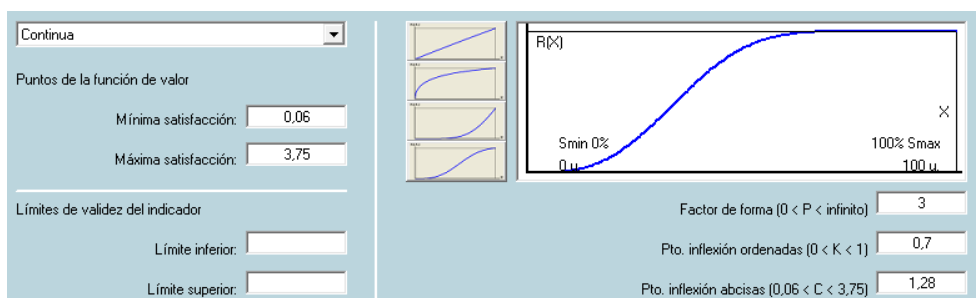 Continua
Puntos de la función de valor
Mínima satisfacción: 0,06
Máxima satisfacción: 3,75
Límites de validez del indicador
Límite inferior:
Límite superior:
R(X)
X
Smin 0% 100% Smax
0 u. 100 u.
Factor de forma (0 < P < infinito) 3
Pto. inflexión ordenadas (0 < K < 1) 0,7
Pto. inflexión abcisas (0,06 < C < 3,75) 1,28